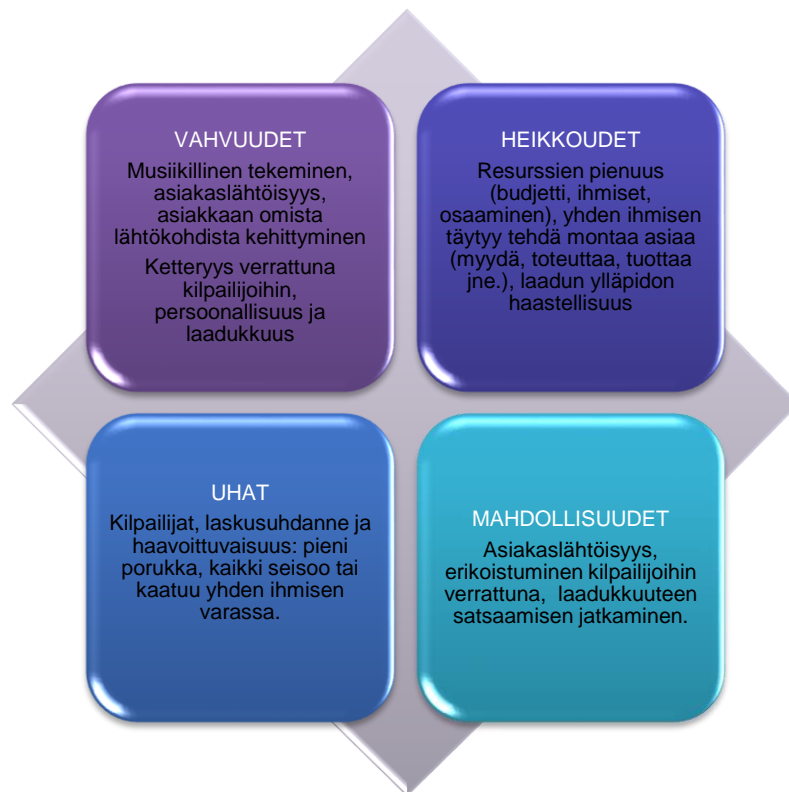 VAHVUUDET
Musiikillinen tekeminen,
asiakaslähtöisyys,
asiakkaan omista
lähtökohdista kehittyminen
Ketteryys verrattuna
kilpailijoihin,
persoonallisuus ja
laadukkuus
HEIKKOUDET
Resurssien pienuus
(budjetti, ihmiset,
osaaminen), yhden ihmisen
täytyy tehdä montaa asiaa
(myydä, toteuttaa, tuottaa
jne.), laadun ylläpidon
haastellisuus
UHAT
Kilpailijat, laskusuhdanne ja
haavoittuvaisuus: pieni
porukka, kaikki seisoo tai
kaatuu yhden ihmisen
varassa.
MAHDOLLISUUDET
Asiakaslähtöisyys,
erikoistuminen kilpailijoihin
verrattuna, laadukkuuteen
satsaamisen jatkaminen.